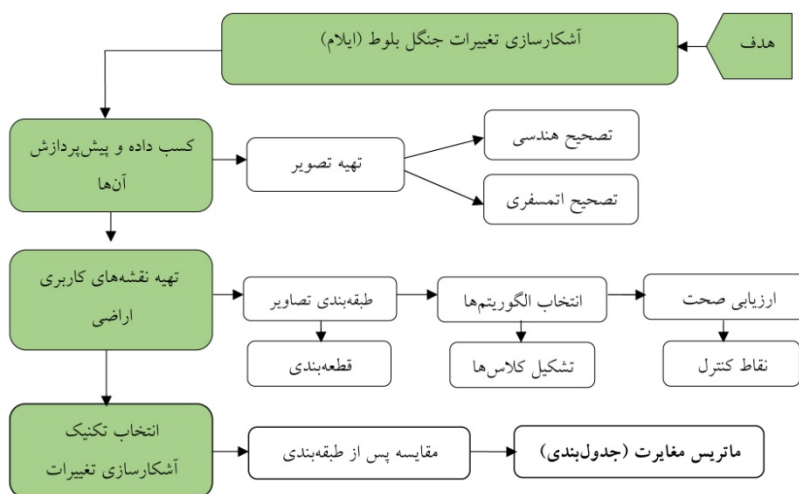 هدف
آشکارسازی تغییرات جنگل بلوط (ایلام)
کسب داده و پیش‌پردازش
آن‌ها
تهیه تصویر
تصحیح هندسی
تصحیح اتمسفری
تهیه نقشه‌های کاربری
اراضی
طبقه‌بندی تصاویر
انتخاب الگوریتم‌ها
ارزیابی صحت
قطعه‌بندی
تشکیل کلاس‌ها
نقاط کنترل
انتخاب تکنیک
آشکارسازی تغییرات
مقایسه پس از طبقه‌بندی
ماتریس مغایرت (جدول‌بندی)